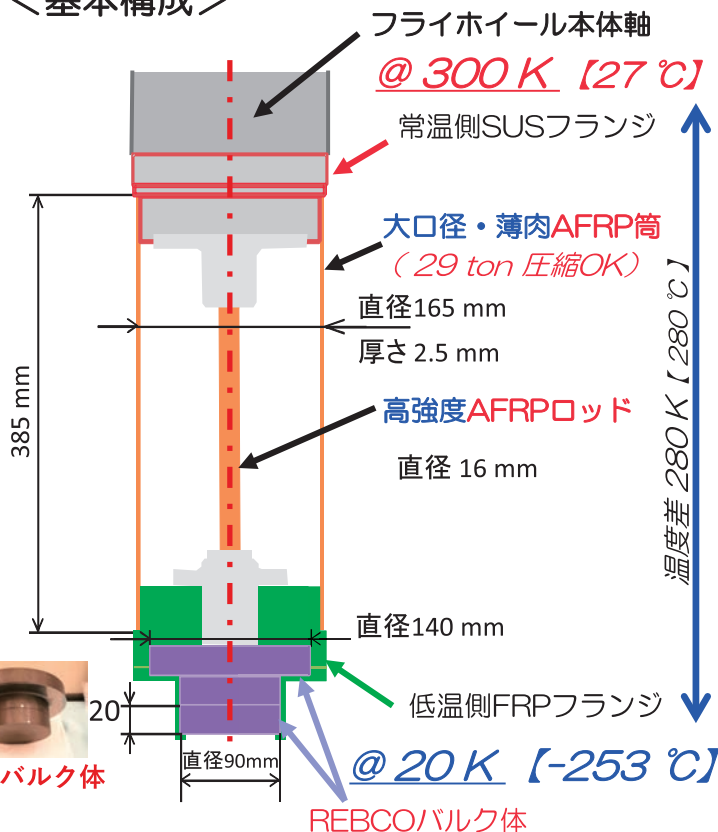 ＜基本構成＞
フライホイール本体軸
@ 300 K 【27 ℃】
常温側SUSフランジ
大口径・薄肉AFRP筒
（ 29 ton 圧縮OK）
直径165 mm
厚さ 2.5 mm
385 mm
高強度AFRPロッド
直径 16 mm
温度差 280 K【 280 ℃ 】
直径140 mm
低温側FRPフランジ
20
バルク体
直径90mm
@ 20 K 【-253 ℃】
REBCOバルク体